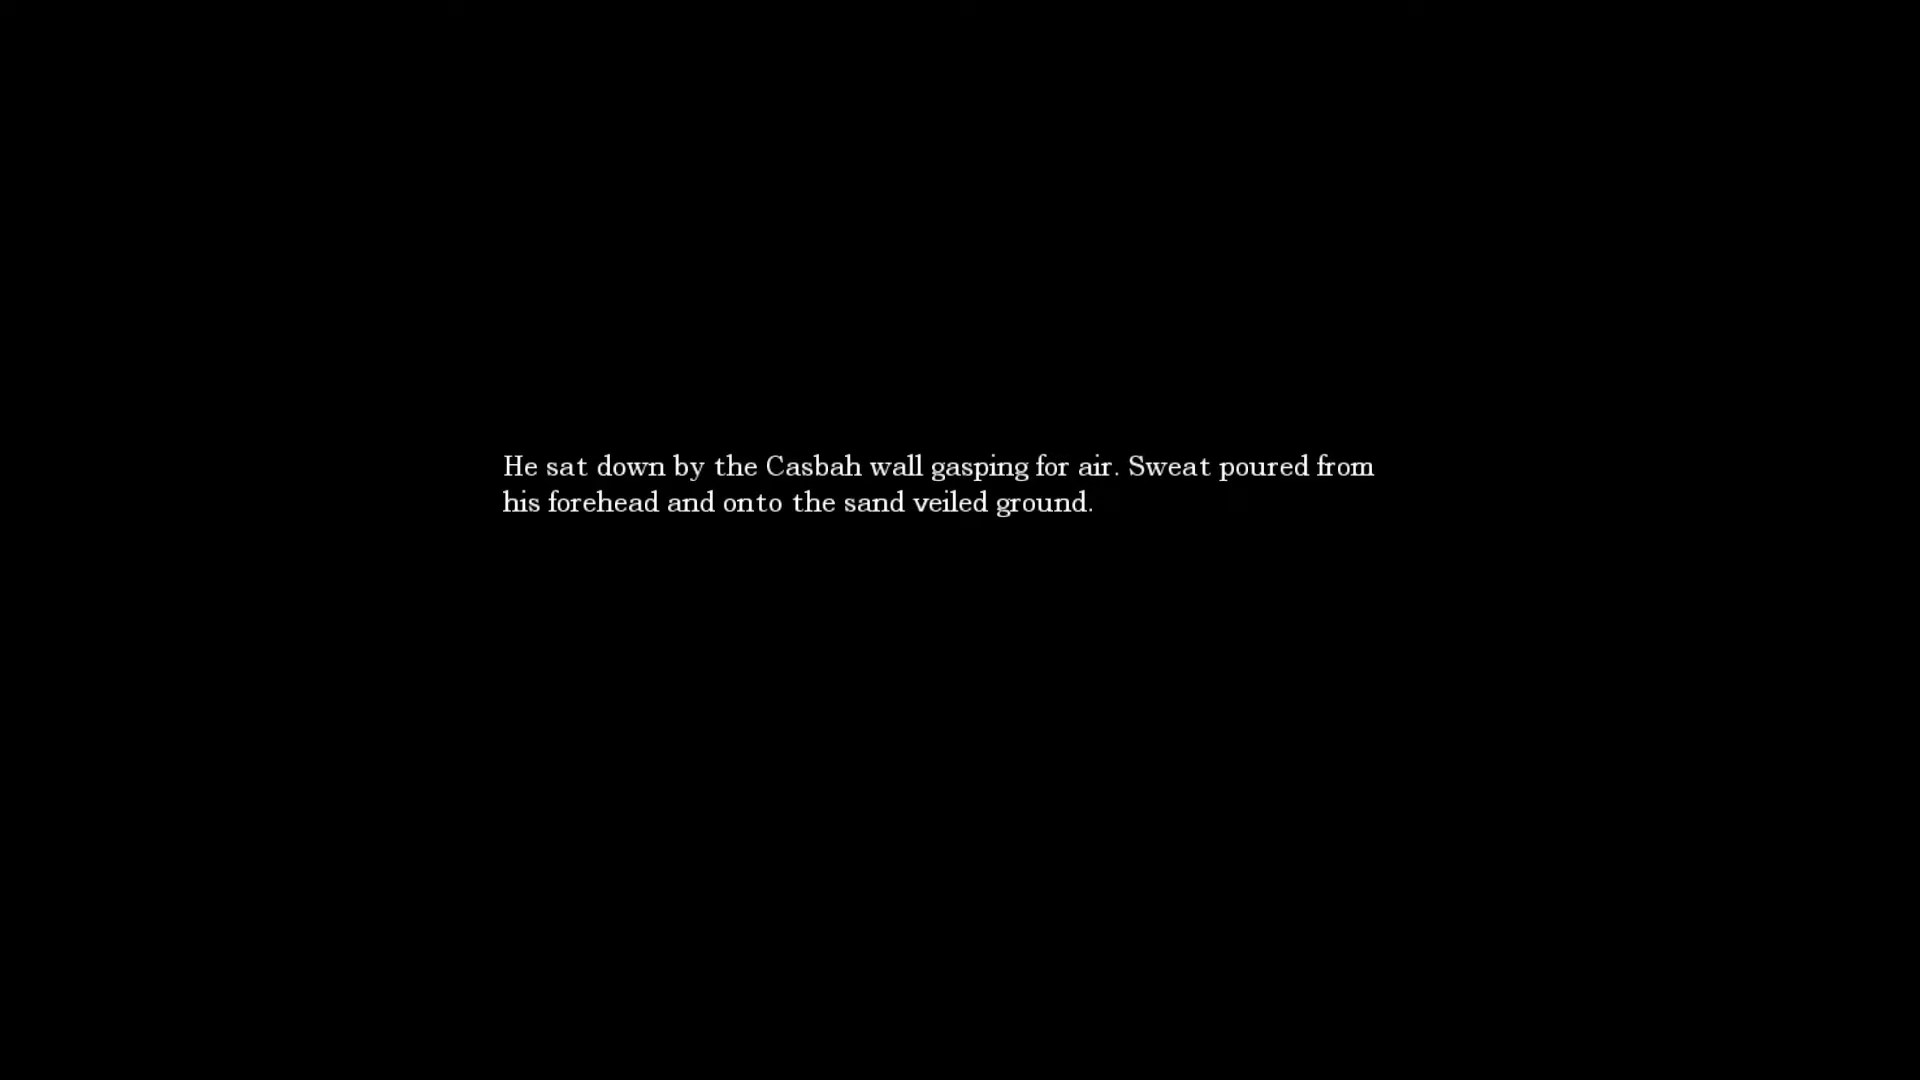 He sat down by the Casbah wall gasping for air. Sweat poured from
his forehead and onto the sand veiled ground.